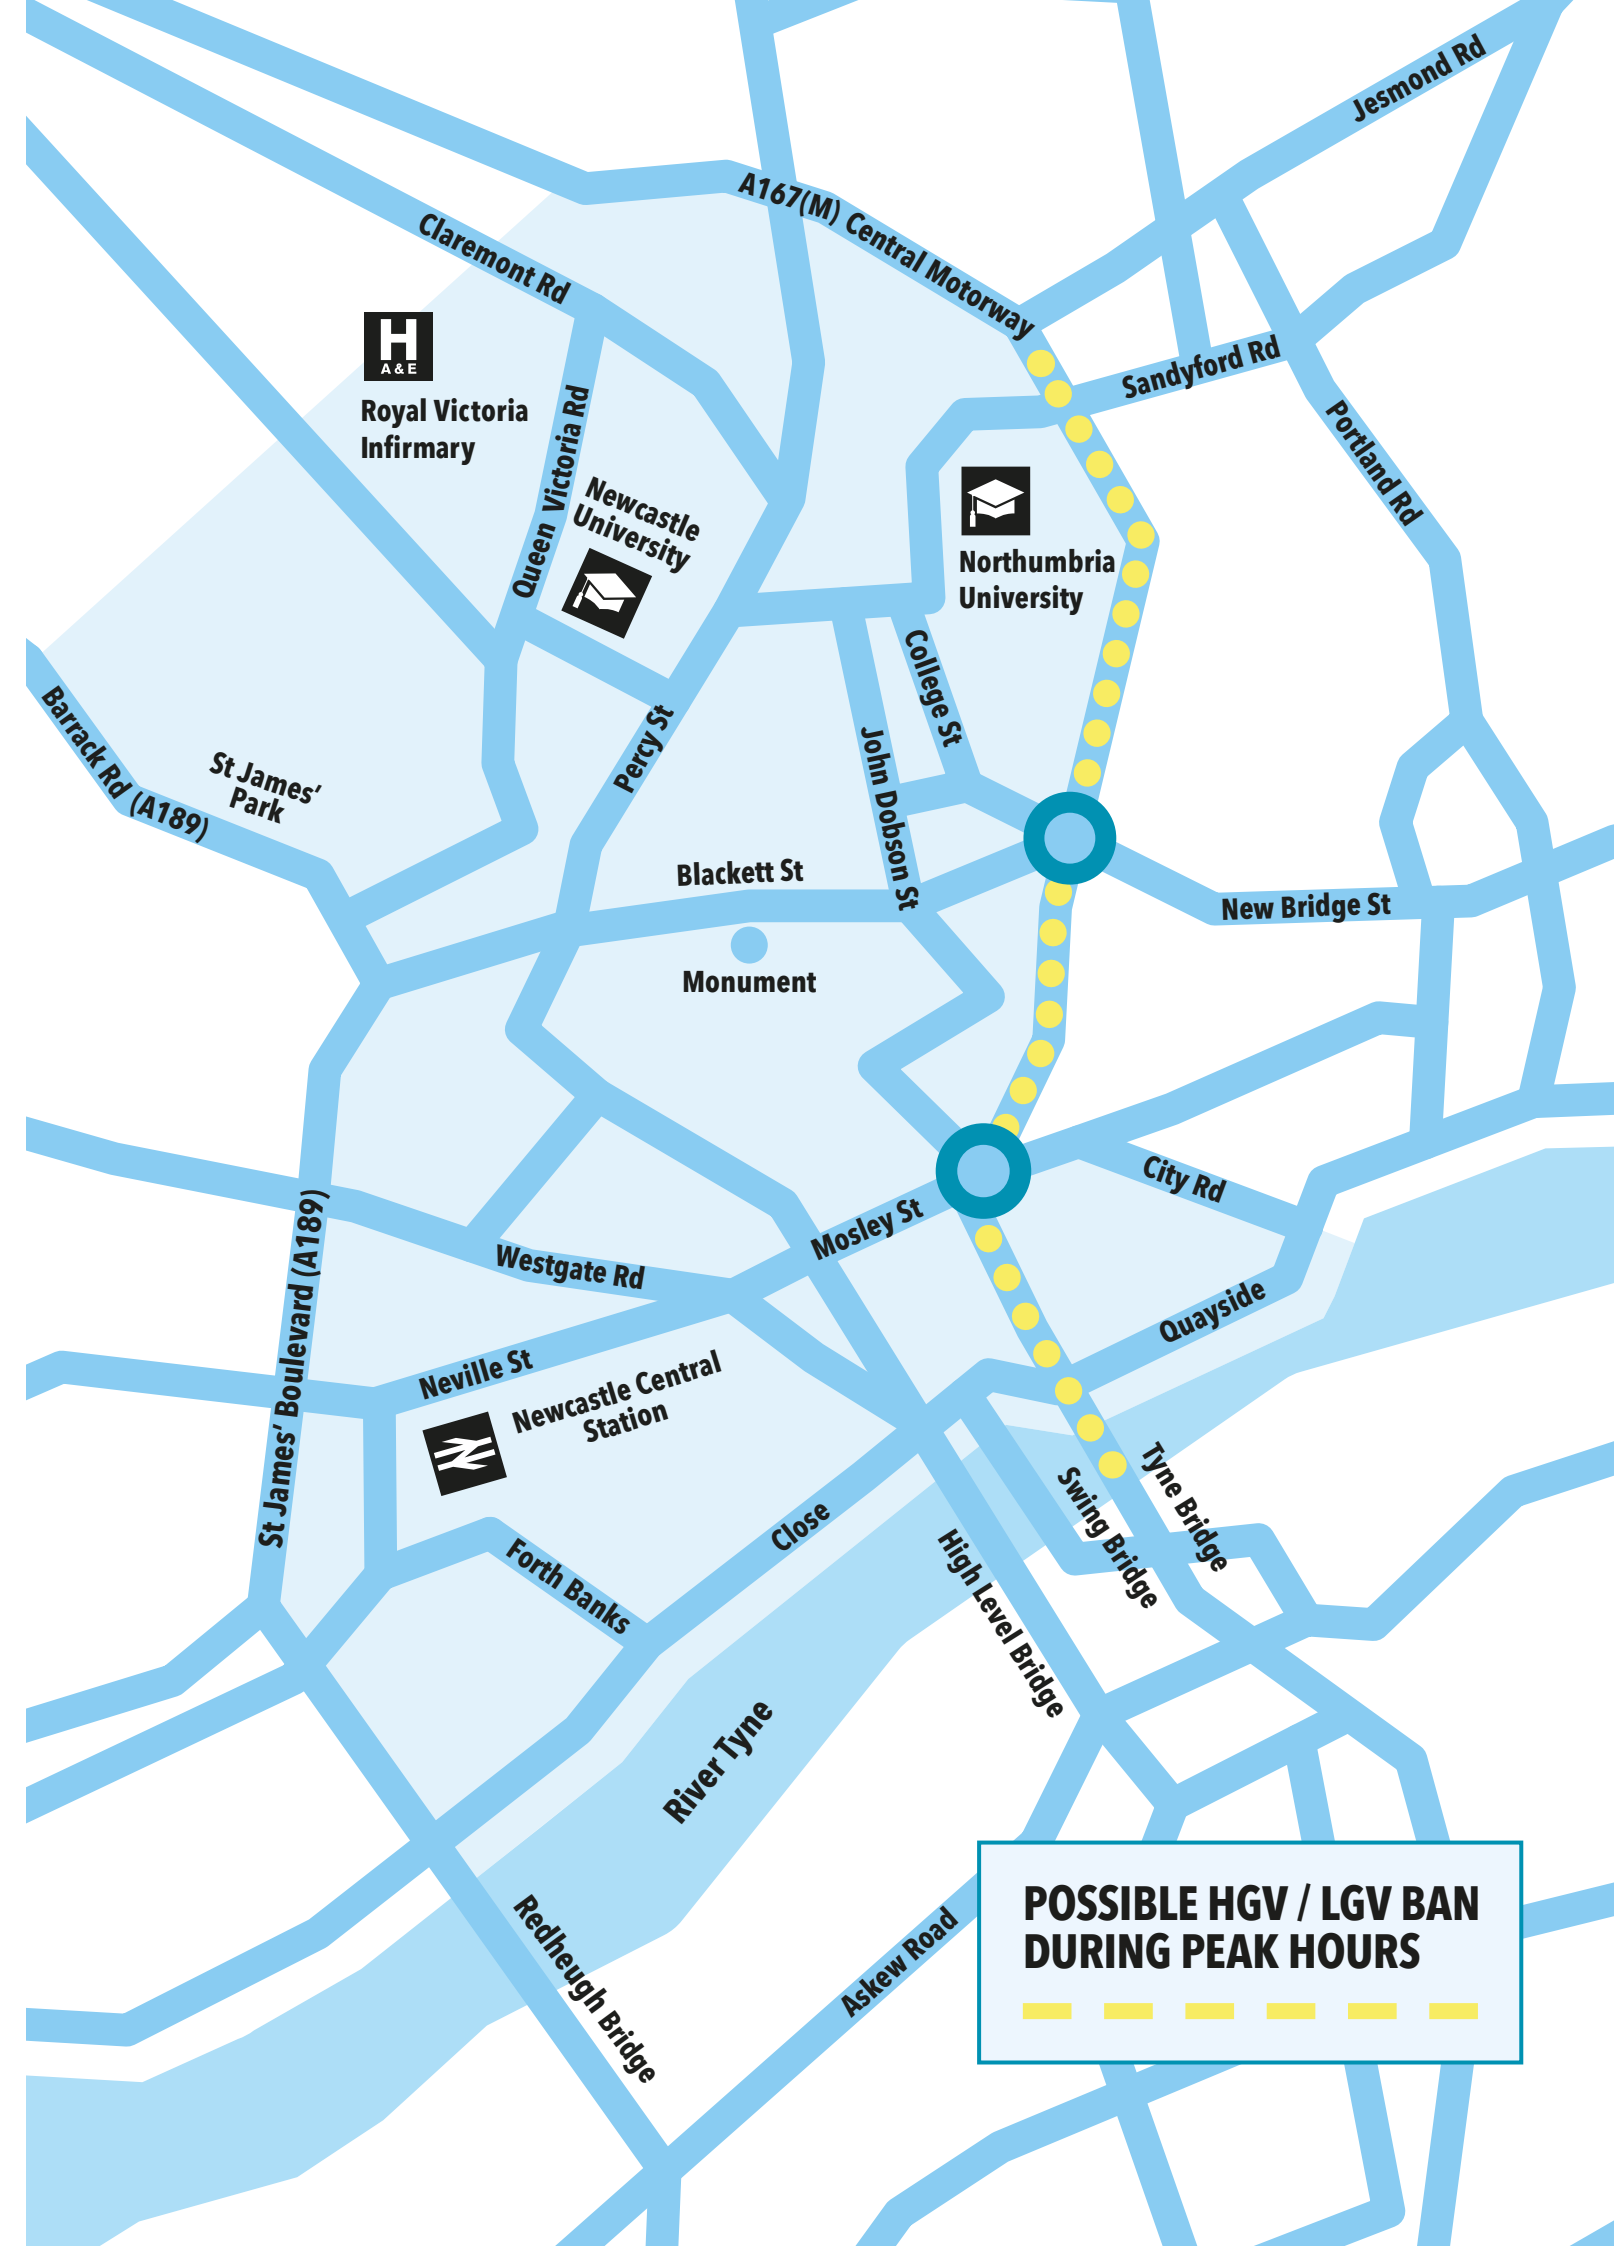 Jesmond Rd
A167(M) Central Motorway
Claremont Rd
H
A&E
Royal Victoria
Infirmary
Sandyford Rd
Portland Rd
Queen Victoria Rd
Newcastle
University
Northumbria
University
College St
Barrack Rd (A189)
St James’
Park
Percy St
John Dobson St
Blackett St
New Bridge St
Monument
City Rd
Mosley St
Westgate Rd
St James’ Boulevard (A189)
Quayside
Neville St
Newcastle Central
Station
Close
Forth Banks
Tyne Bridge
Swing Bridge
High Level Bridge
River Tyne
Redheugh Bridge
Askew Road
POSSIBLE HGV / LGV BAN
DURING PEAK HOURS